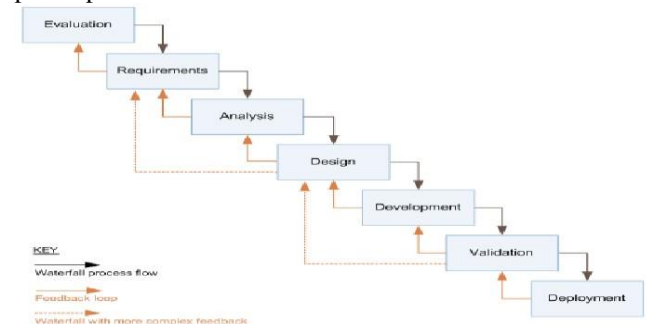 Evaluation
Requirements
Analysis
Design
Development
Validation
Deployment
KEY
Waterfall process flow
Feedback loop
Waterfall with more complex feedback